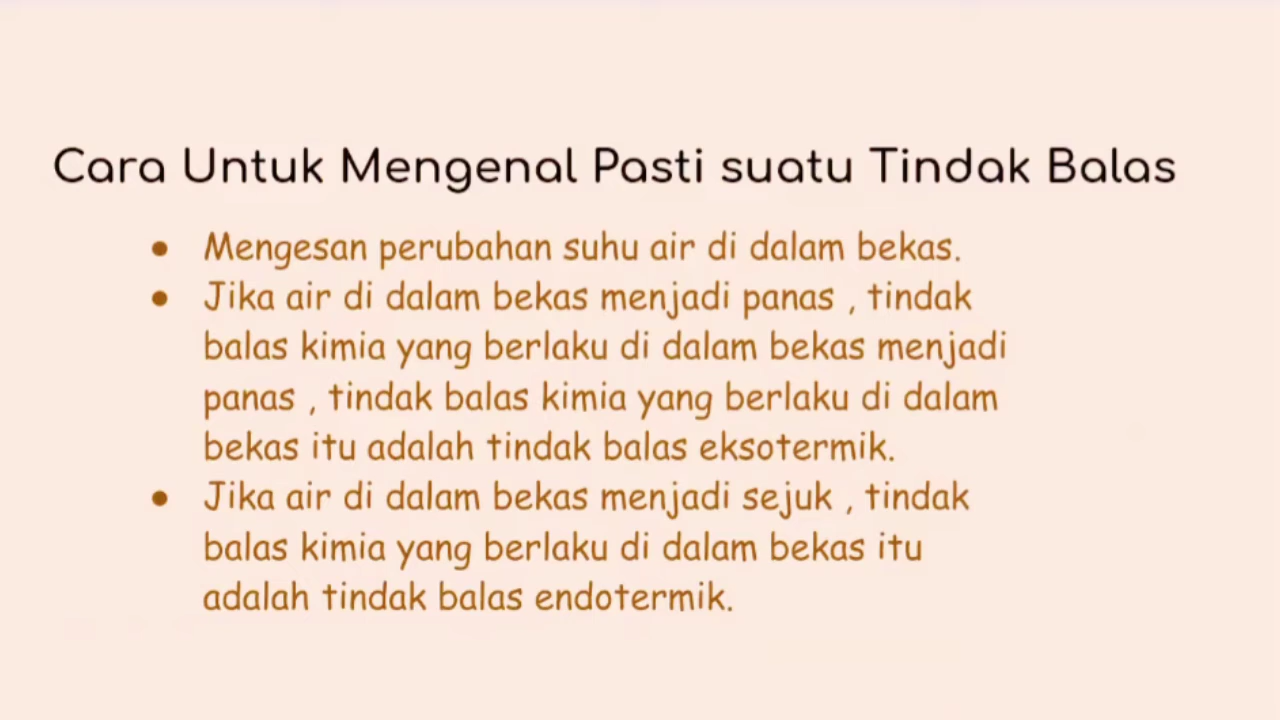 Cara Untuk Mengenal Pasti suatu Tindak Balas
● Mengesan perubahan suhu air di dalam bekas.
● Jika air di dalam bekas menjadi panas , tindak
balas kimia yang berlaku di dalam bekas menjadi
panas , tindak balas kimia yang berlaku di dalam
bekas itu adalah tindak balas eksotermik.
● Jika air di dalam bekas menjadi sejuk , tindak
balas kimia yang berlaku di dalam bekas itu
adalah tindak balas endotermik.